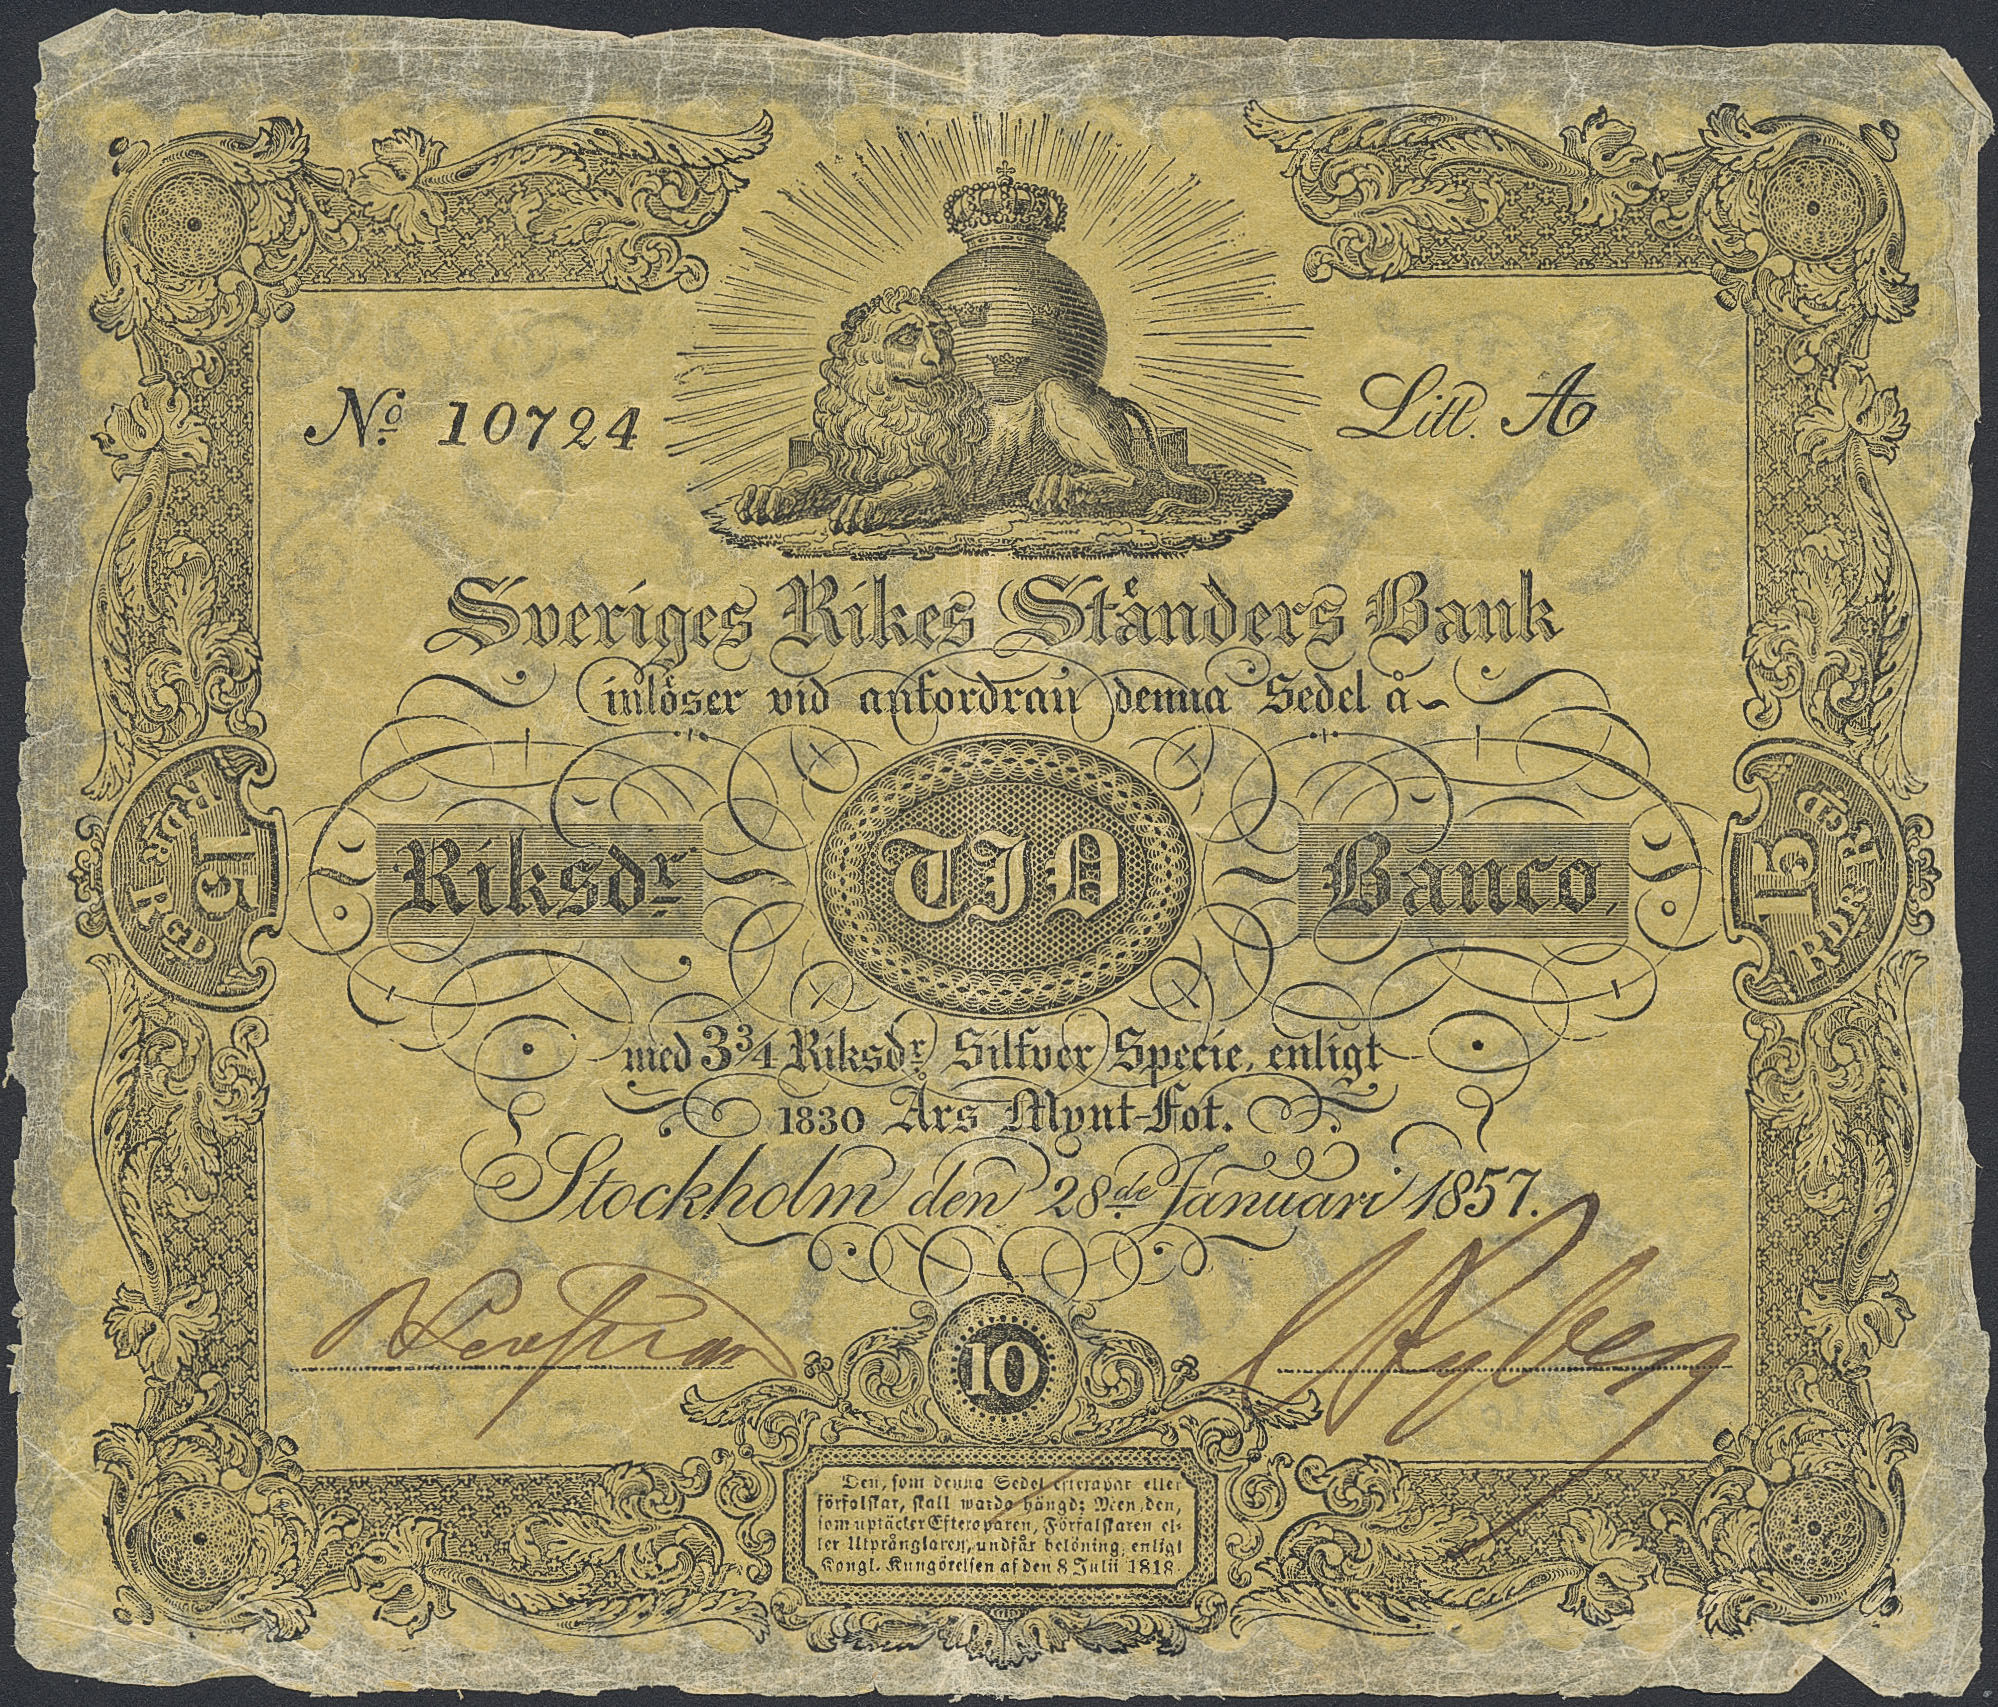 No. 10724
Litt. A
Sveriges Rikes Ständers Bank
inlöser vid anfordran denna Sedel à
Riksdr. TIO Banco,
15 RDR RGD
15 RDR RGD
med 3 3/4 Riksdr. Silfver Specie, enligt
1830 Års Mynt-Fot.
Stockholm den 28de Januari 1857.
10
Den, som denna Sedel efterapar eller
förfalskar, skall warda hängd; Men den,
som uptäcker Efteraparen, Förfalskaren el-
ler Utprånglaren, undfår belöning, enligt
Kongl. Kungörelsen af den 8 Julii 1818.